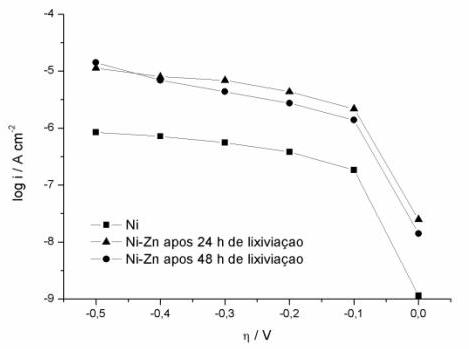 -4
-5
-6
-7
-8
-9
log i / A cm-2
Ni
Ni-Zn apos 24 h de lixiviaçao
Ni-Zn apos 48 h de lixiviaçao
-0,5 -0,4 -0,3 -0,2 -0,1 0,0
η / V